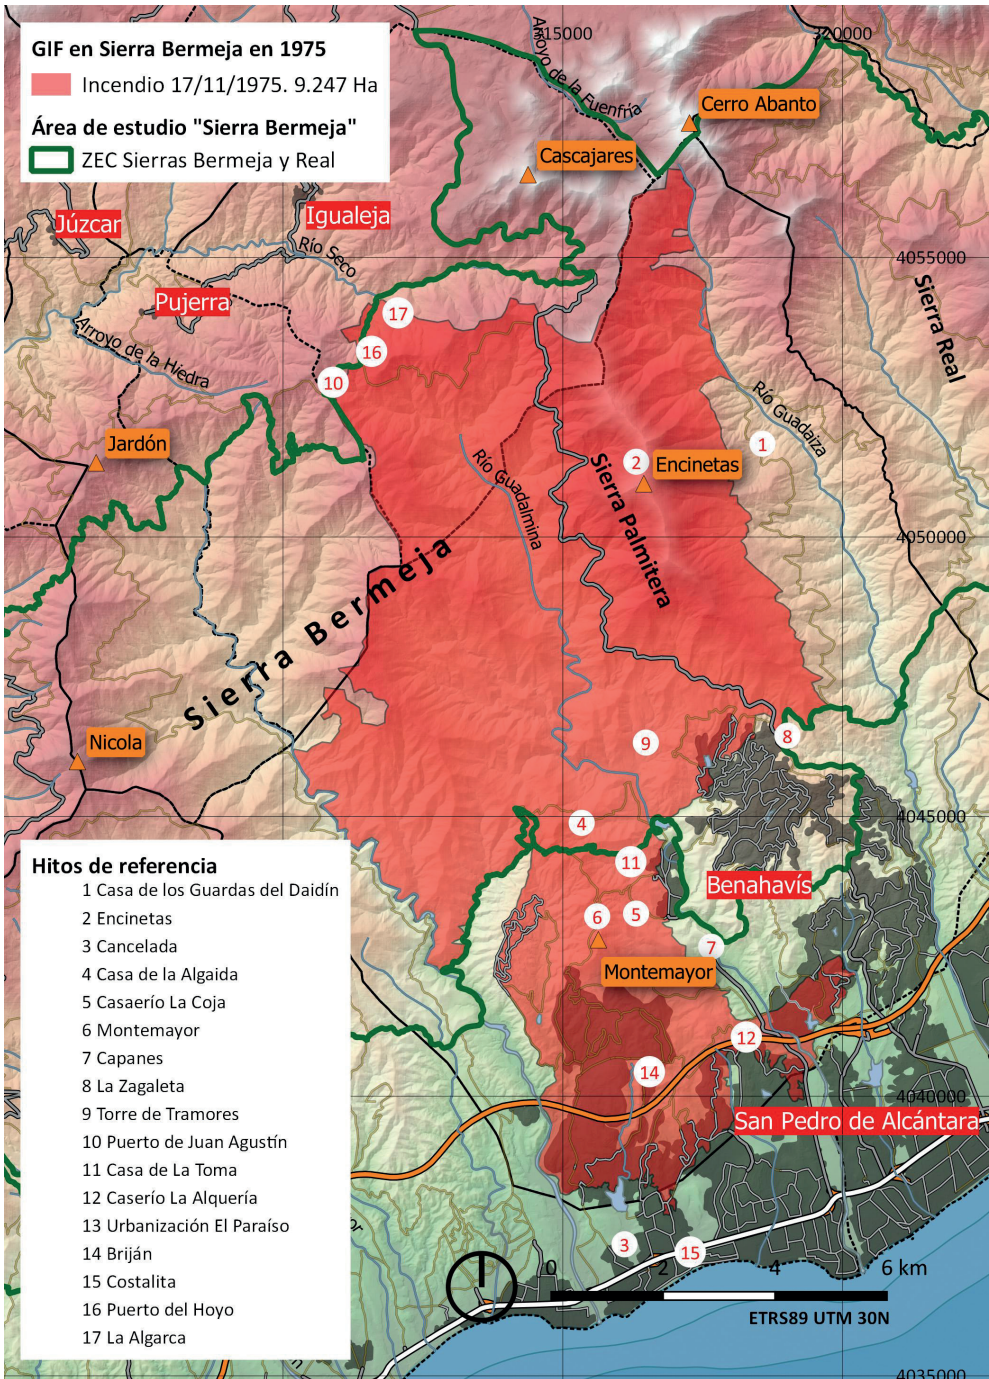 GIF en Sierra Bermeja en 1975
Incendio 17/11/1975. 9.247 Ha
Área de estudio "Sierra Bermeja"
ZEC Sierras Bermeja y Real
315000
320000
Arroyo de la Fuenfría
Cerro Abanto
Cascajares
Júzcar
Igualeja
Río Seco
Pujerra
Arroyo de la Hiedra
4055000
Sierra Real
17
16
10
Jardón
Río Guadaiza
1
2
Encinetas
Río Guadalmina
Sierra Palmitera
4050000
Sierra Bermeja
Nicola
9
8
4
4045000
11
Benahavís
6
5
7
Montemayor
12
14
4040000
San Pedro de Alcántara
3
15
0 2 4 6 km
ETRS89 UTM 30N
4035000
Hitos de referencia
1 Casa de los Guardas del Daidín
2 Encinetas
3 Cancelada
4 Casa de la Algaida
5 Casaerío La Coja
6 Montemayor
7 Capanes
8 La Zagaleta
9 Torre de Tramores
10 Puerto de Juan Agustín
11 Casa de La Toma
12 Caserío La Alquería
13 Urbanización El Paraíso
14 Briján
15 Costalita
16 Puerto del Hoyo
17 La Algarca